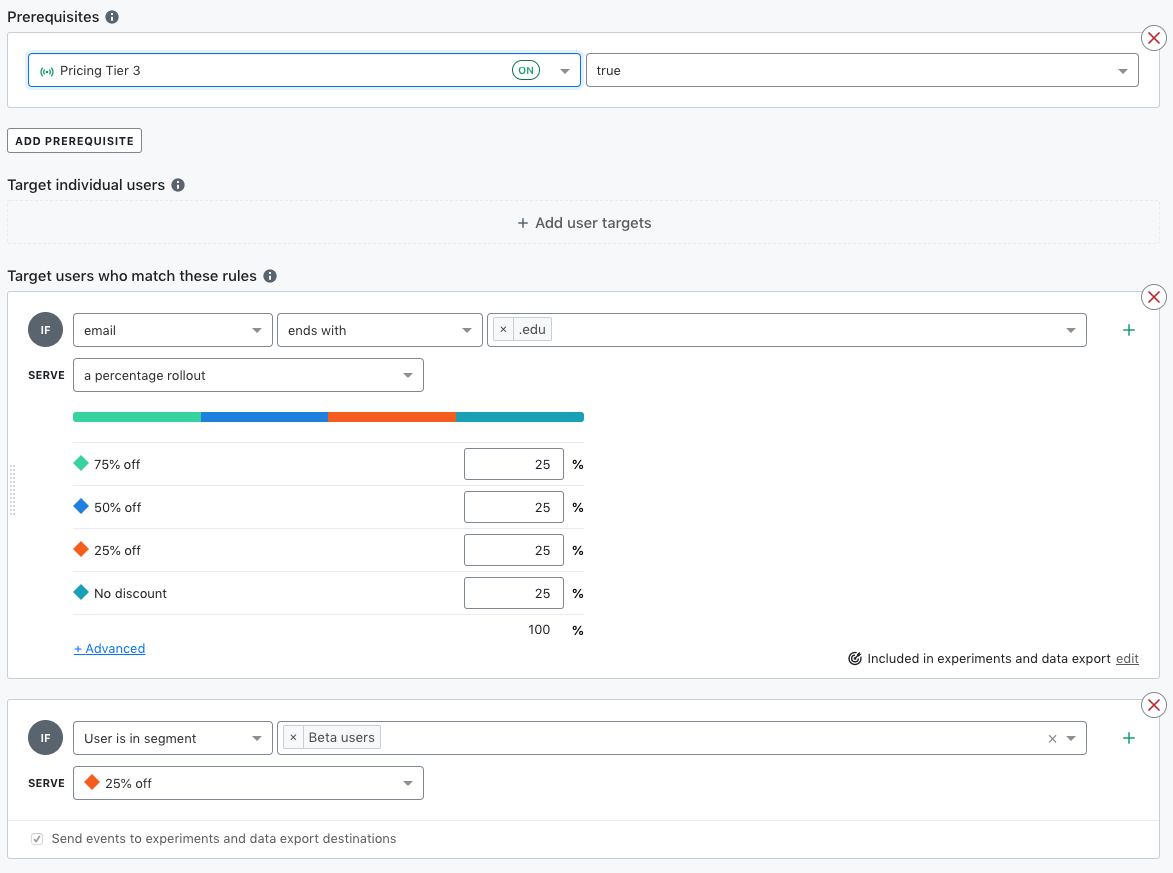 Prerequisites
Pricing Tier 3 ON true
ADD PREREQUISITE
Target individual users
+ Add user targets
Target users who match these rules
IF email ends with × .edu
SERVE a percentage rollout
75% off 25 %
50% off 25 %
25% off 25 %
No discount 25 %
100 %
+ Advanced
Included in experiments and data export edit
IF User is in segment × Beta users
SERVE 25% off
Send events to experiments and data export destinations